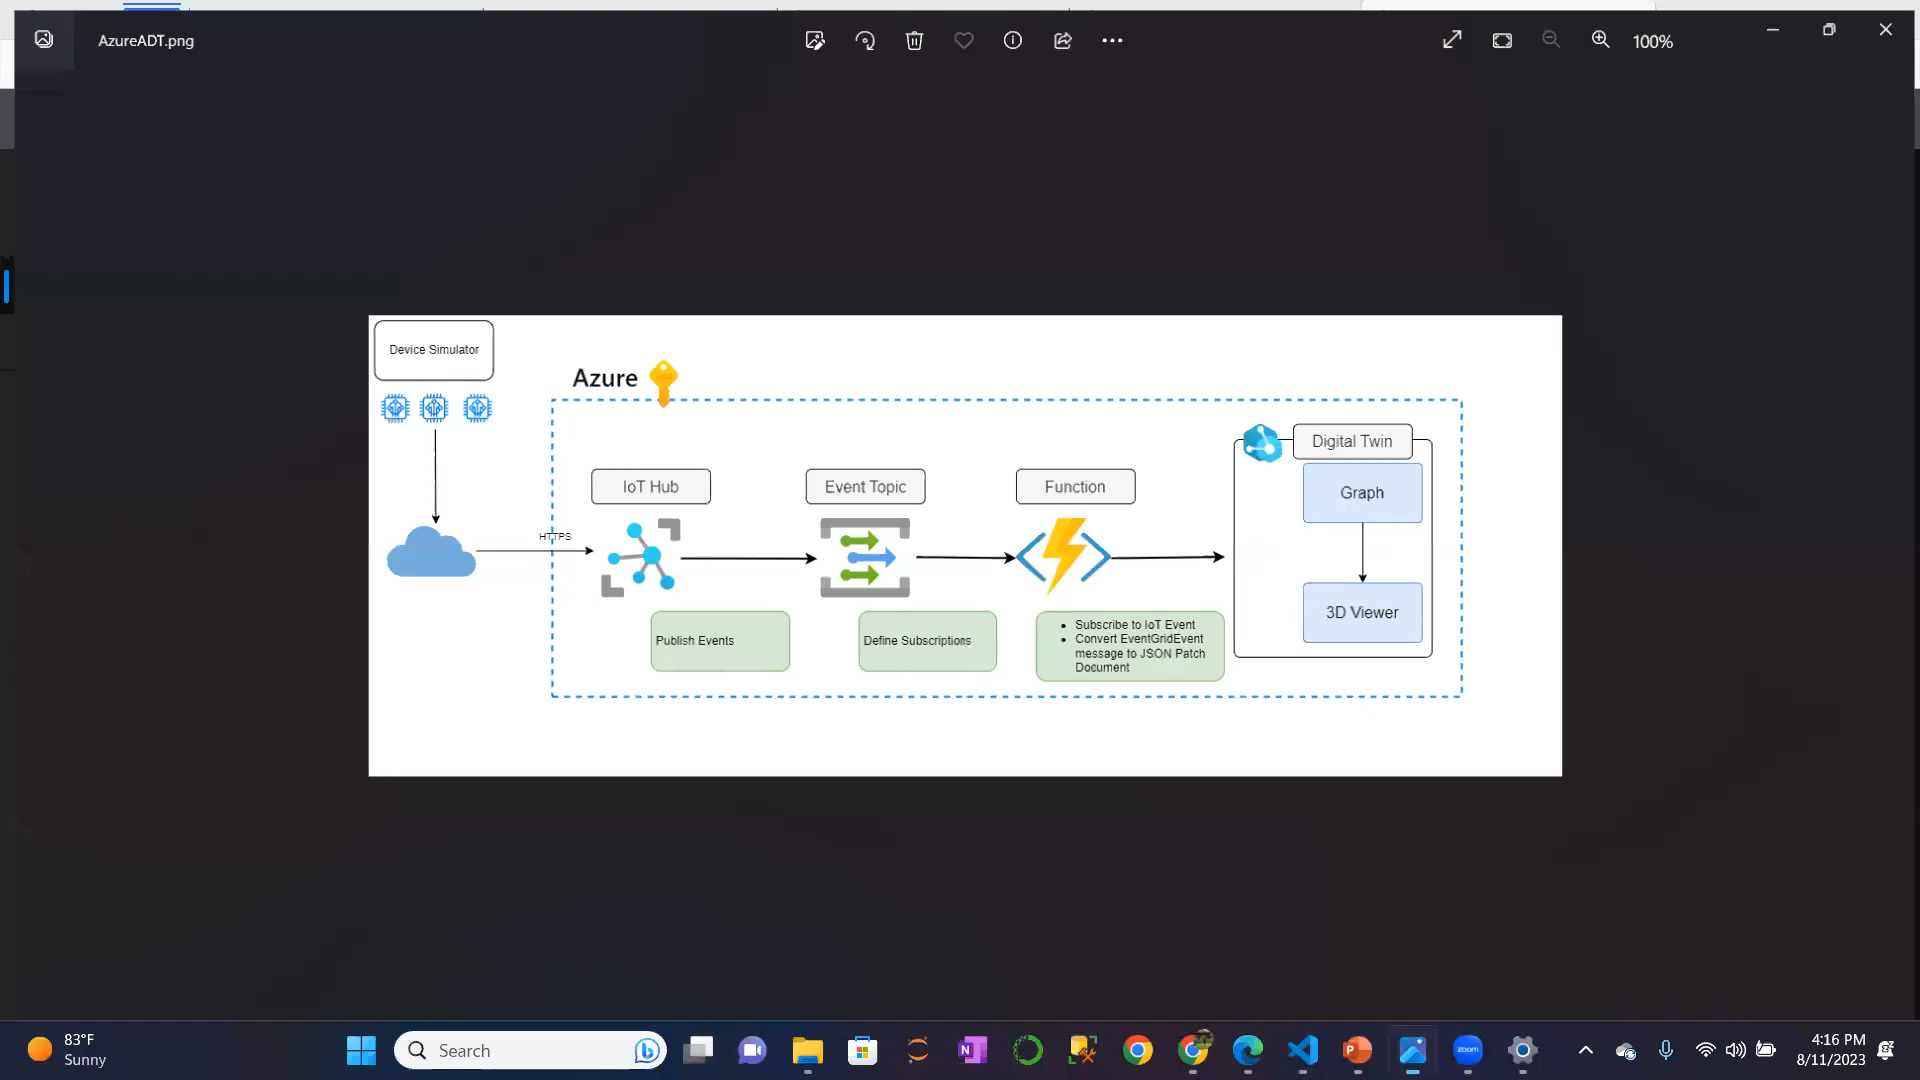 AzureADT.png
100%
Device Simulator
Azure
Digital Twin
IoT Hub
Event Topic
Function
Graph
HTTPS
3D Viewer
Publish Events
Define Subscriptions
• Subscribe to IoT Event
• Convert EventGridEvent
message to JSON Patch
Document
83°F
Sunny
Search
N
P
zoom
4:16 PM
8/11/2023